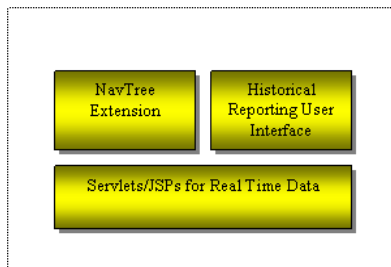 NavTree
Extension
Historical
Reporting User
Interface
Servlets/JSPs for Real Time Data